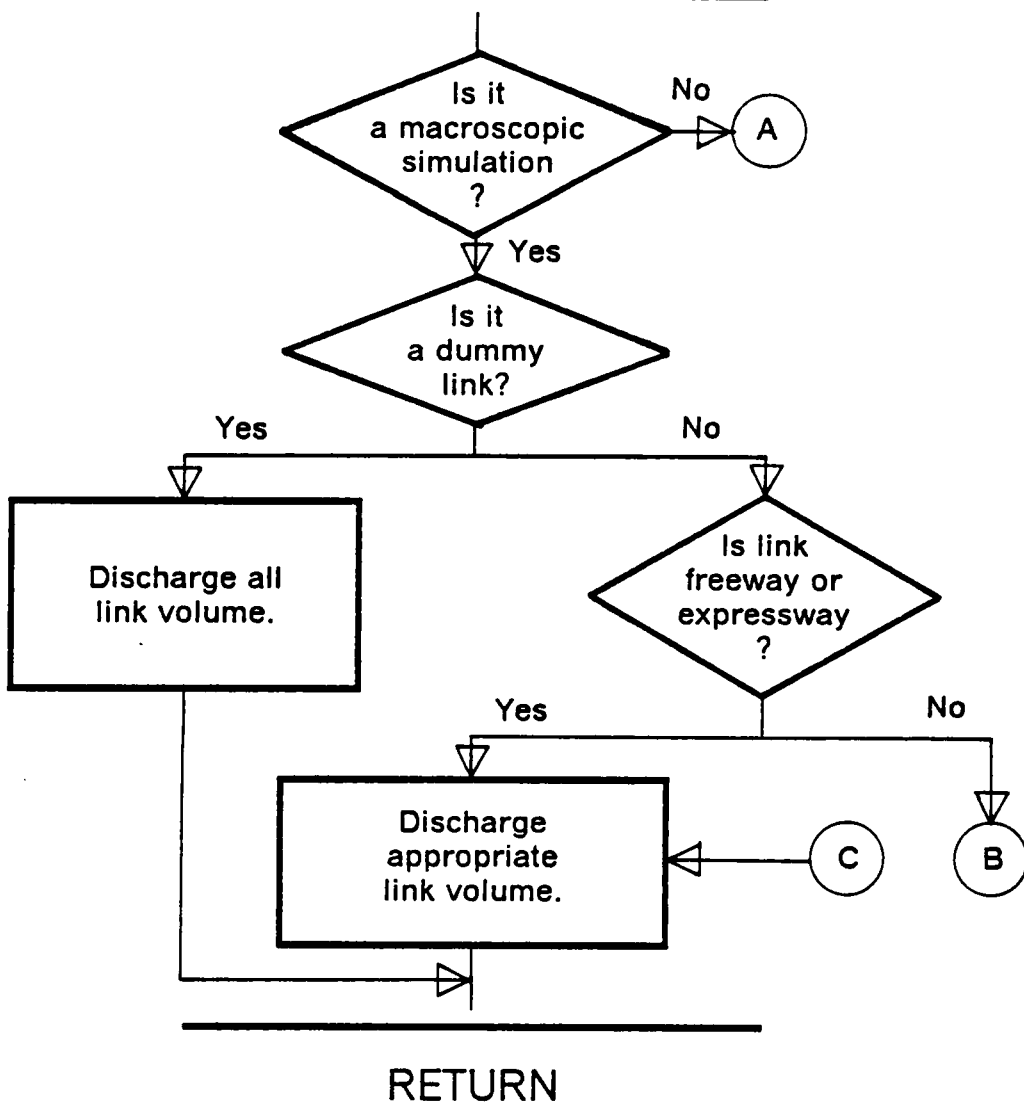 Is it
a macroscopic
simulation
?
No
A
Yes
Is it
a dummy
link?
Yes
No
Discharge all
link volume.
Is link
freeway or
expressway
?
Yes
No
Discharge
appropriate
link volume.
C
B
RETURN